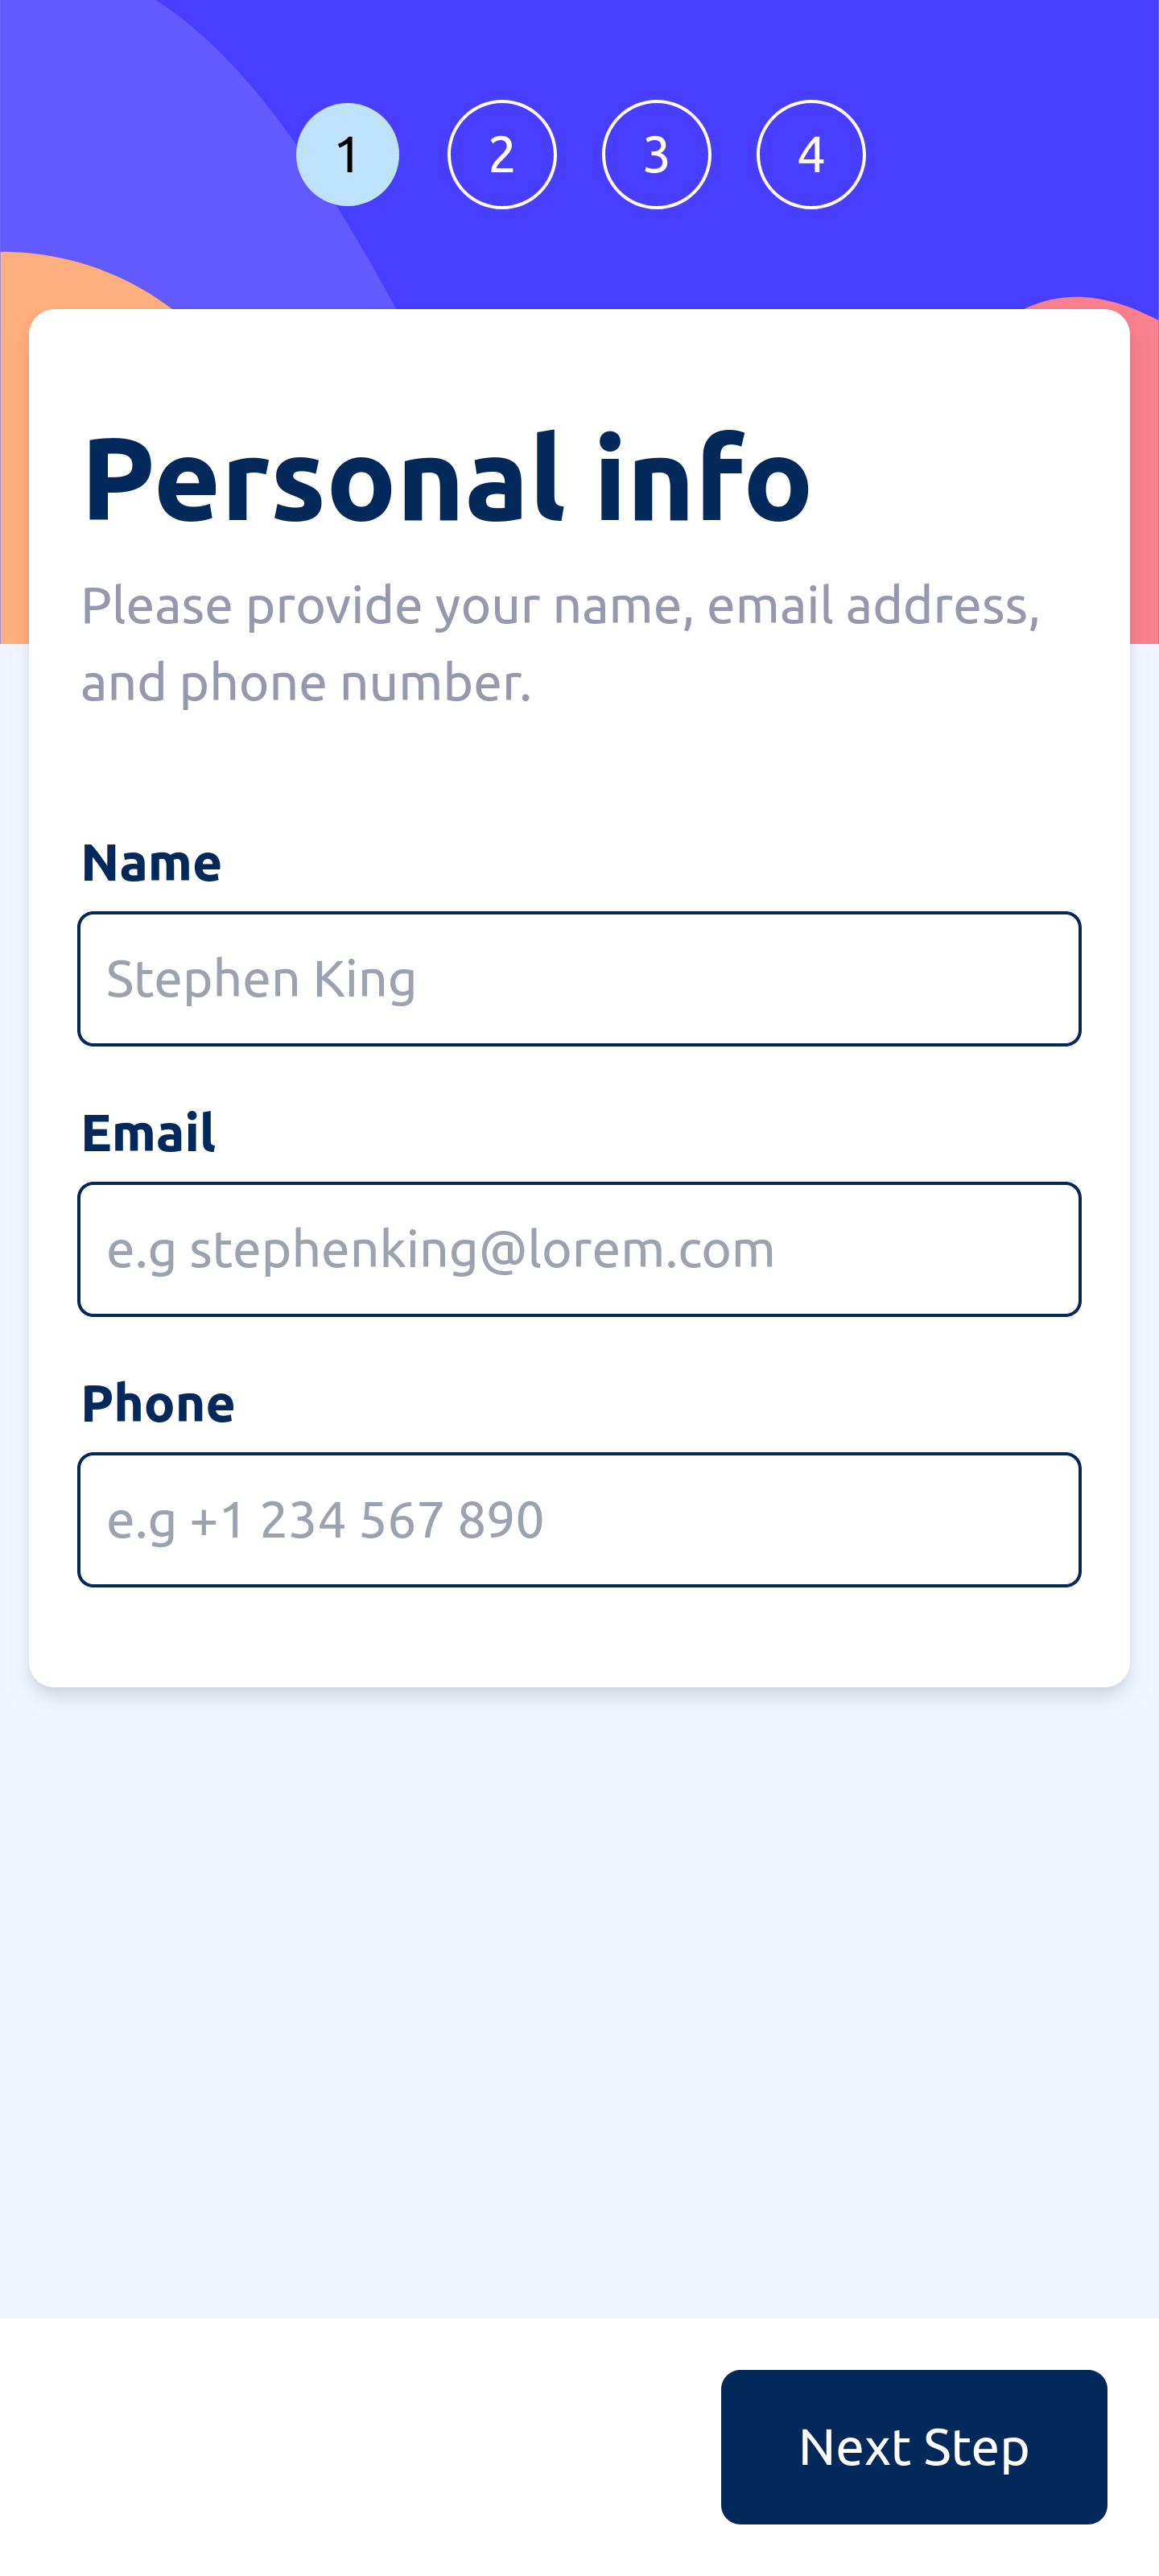 1 2 3 4
Personal info
Please provide your name, email address,
and phone number.
Name
Stephen King
Email
e.g stephenking@lorem.com
Phone
e.g +1 234 567 890
Next Step